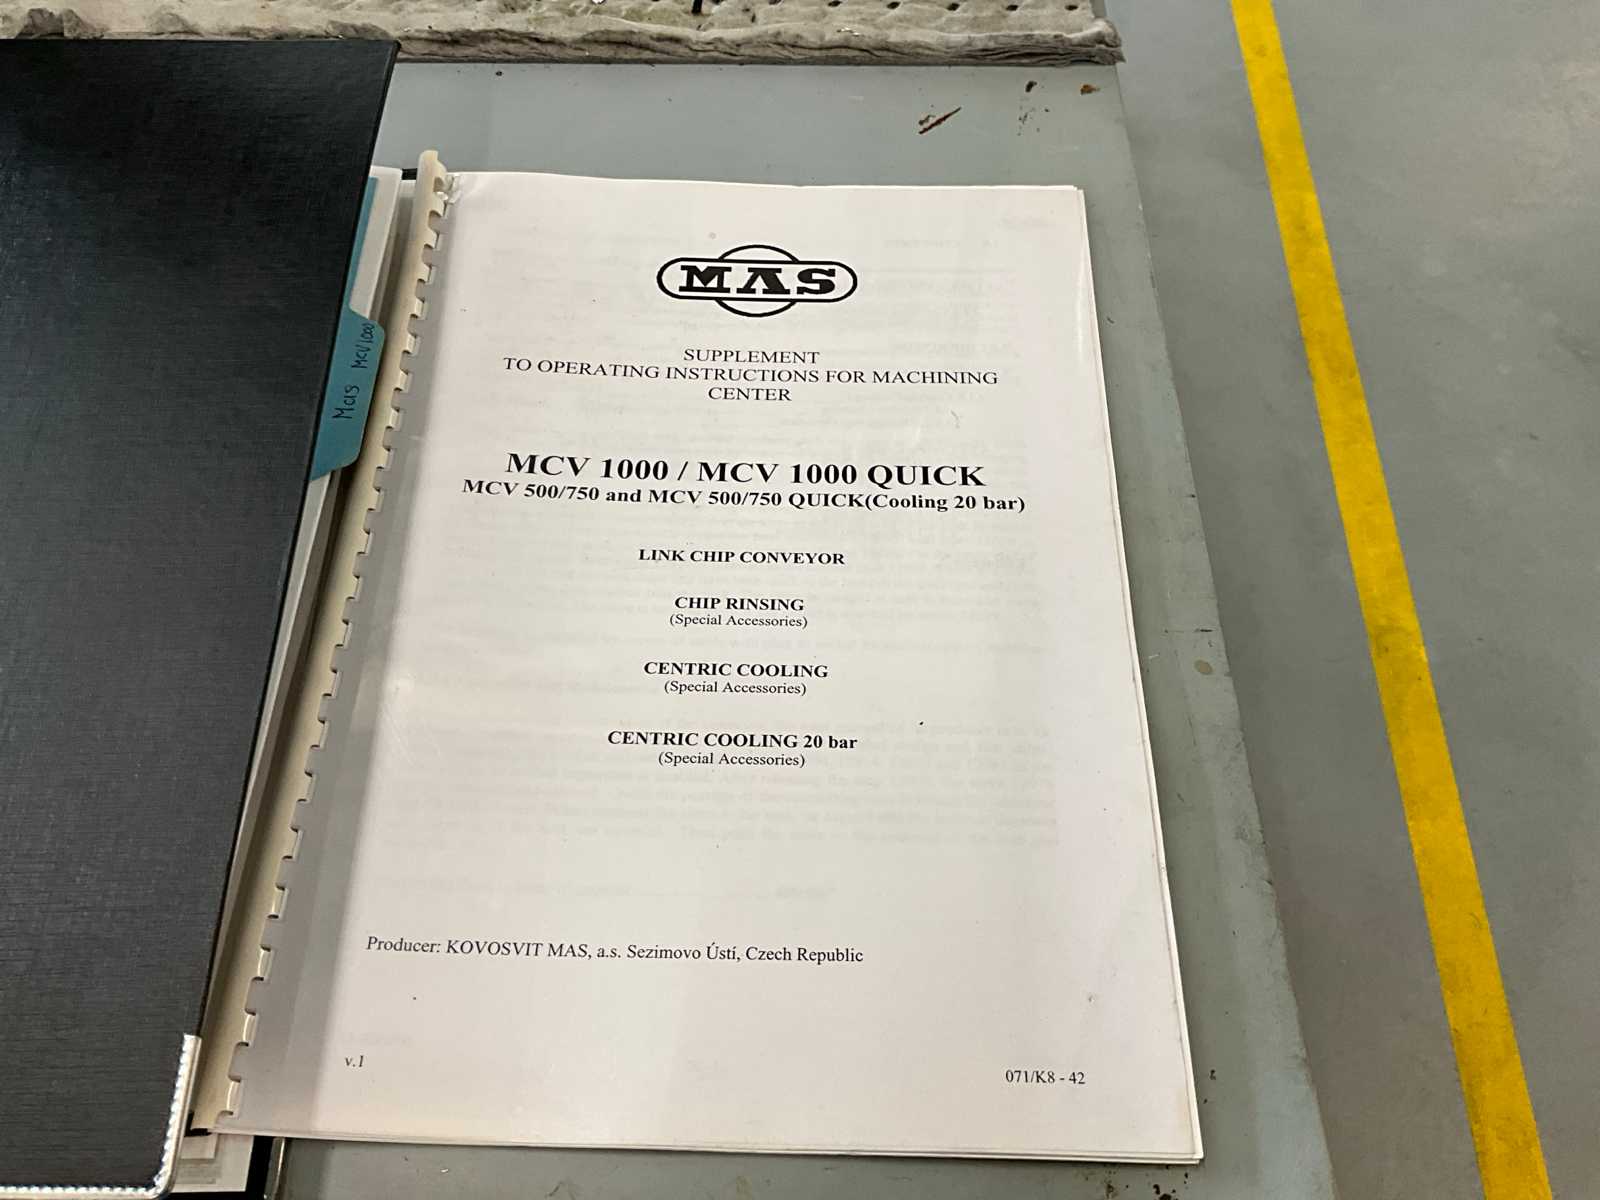 MAS
SUPPLEMENT
TO OPERATING INSTRUCTIONS FOR MACHINING
CENTER
MCV 1000 / MCV 1000 QUICK
MCV 500/750 and MCV 500/750 QUICK(Cooling 20 bar)
LINK CHIP CONVEYOR
CHIP RINSING
(Special Accessories)
CENTRIC COOLING
(Special Accessories)
CENTRIC COOLING 20 bar
(Special Accessories)
Producer: KOVOSVIT MAS, a.s. Sezimovo Ústí, Czech Republic
v.1
071/K8 - 42
Mas MCV1000